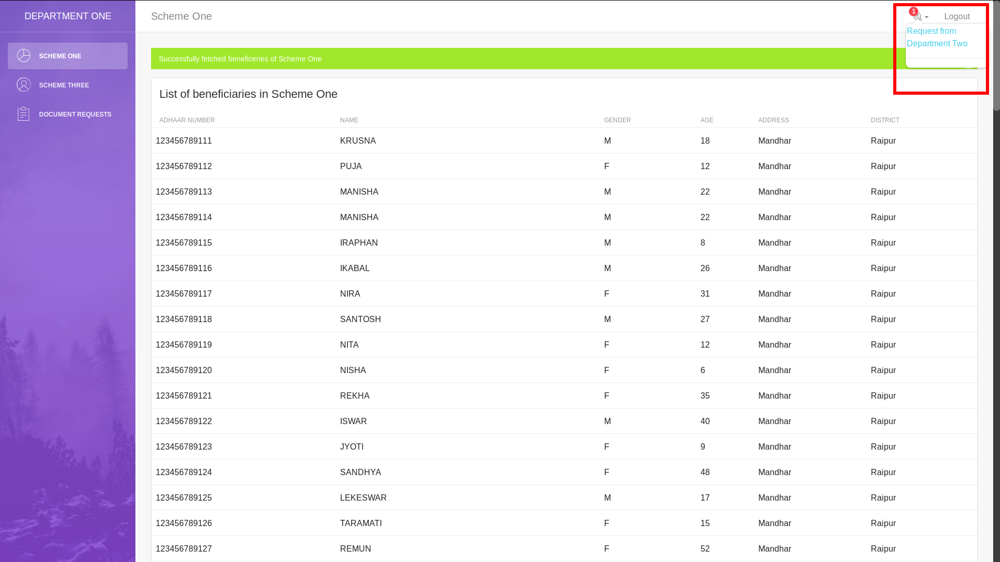 DEPARTMENT ONE
SCHEME ONE
SCHEME THREE
DOCUMENT REQUESTS
Scheme One
1
Logout
Request from
Department Two
Successfully fetched beneficeries of Scheme One
List of beneficiaries in Scheme One
ADHAAR NUMBER NAME GENDER AGE ADDRESS DISTRICT
123456789111 KRUSNA M 18 Mandhar Raipur
123456789112 PUJA F 12 Mandhar Raipur
123456789113 MANISHA M 22 Mandhar Raipur
123456789114 MANISHA M 22 Mandhar Raipur
123456789115 IRAPHAN M 8 Mandhar Raipur
123456789116 IKABAL M 26 Mandhar Raipur
123456789117 NIRA F 31 Mandhar Raipur
123456789118 SANTOSH M 27 Mandhar Raipur
123456789119 NITA F 12 Mandhar Raipur
123456789120 NISHA F 6 Mandhar Raipur
123456789121 REKHA F 35 Mandhar Raipur
123456789122 ISWAR M 40 Mandhar Raipur
123456789123 JYOTI F 9 Mandhar Raipur
123456789124 SANDHYA F 48 Mandhar Raipur
123456789125 LEKESWAR M 17 Mandhar Raipur
123456789126 TARAMATI F 15 Mandhar Raipur
123456789127 REMUN F 52 Mandhar Raipur